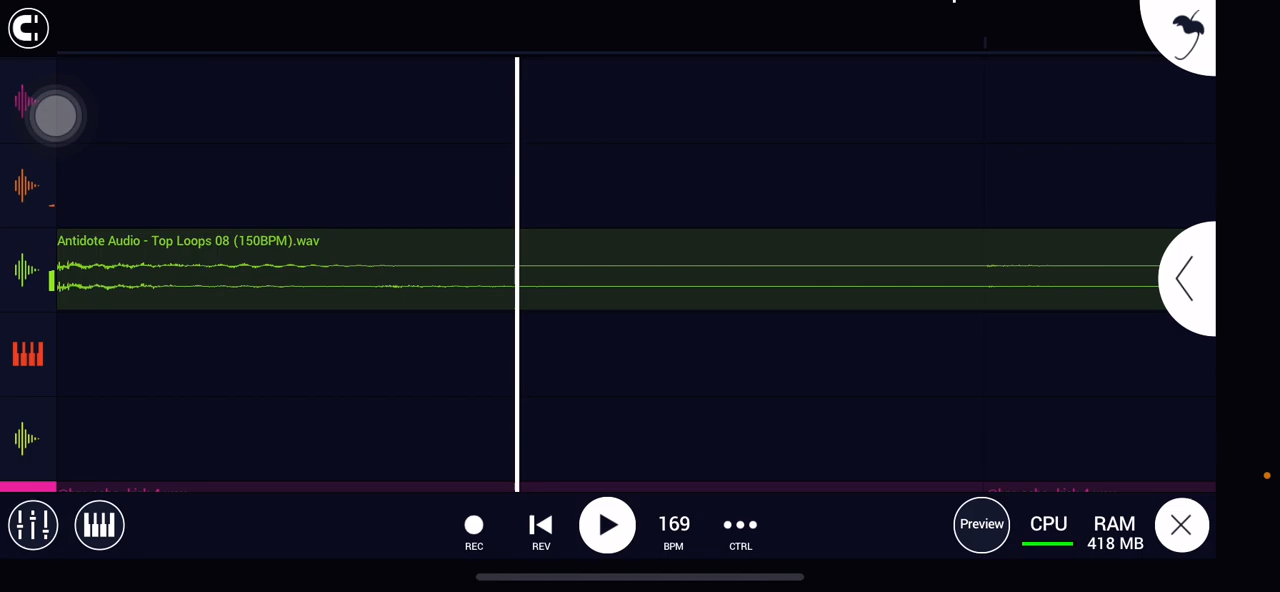 Antidote Audio - Top Loops 08 (150BPM).wav
REC
REV
169
BPM
CTRL
Preview
CPU
RAM
418 MB